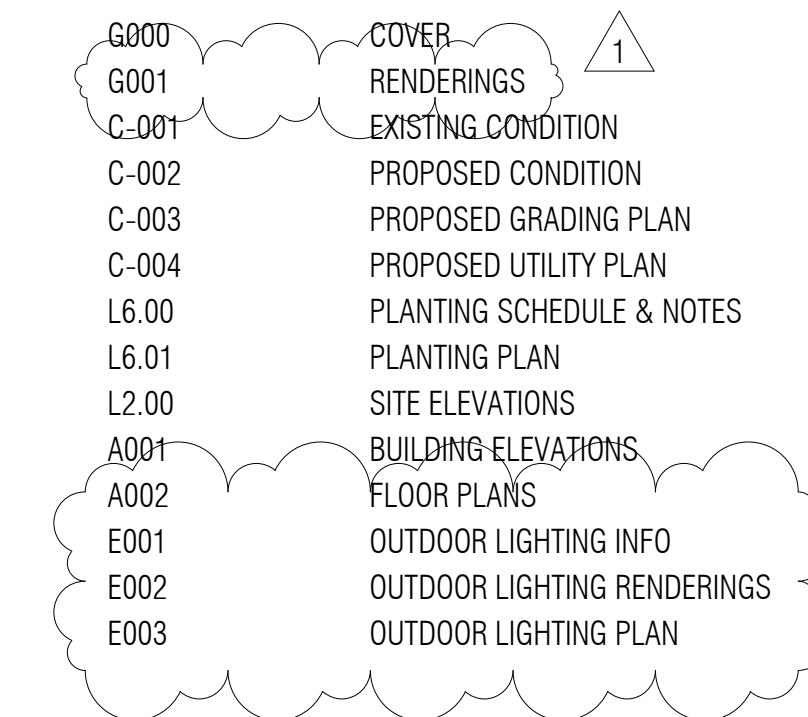 G000 COVER
1
G001 RENDERINGS
C-001 EXISTING CONDITION
C-002 PROPOSED CONDITION
C-003 PROPOSED GRADING PLAN
C-004 PROPOSED UTILITY PLAN
L6.00 PLANTING SCHEDULE & NOTES
L6.01 PLANTING PLAN
L2.00 SITE ELEVATIONS
A001 BUILDING ELEVATIONS
A002 FLOOR PLANS
E001 OUTDOOR LIGHTING INFO
E002 OUTDOOR LIGHTING RENDERINGS
E003 OUTDOOR LIGHTING PLAN